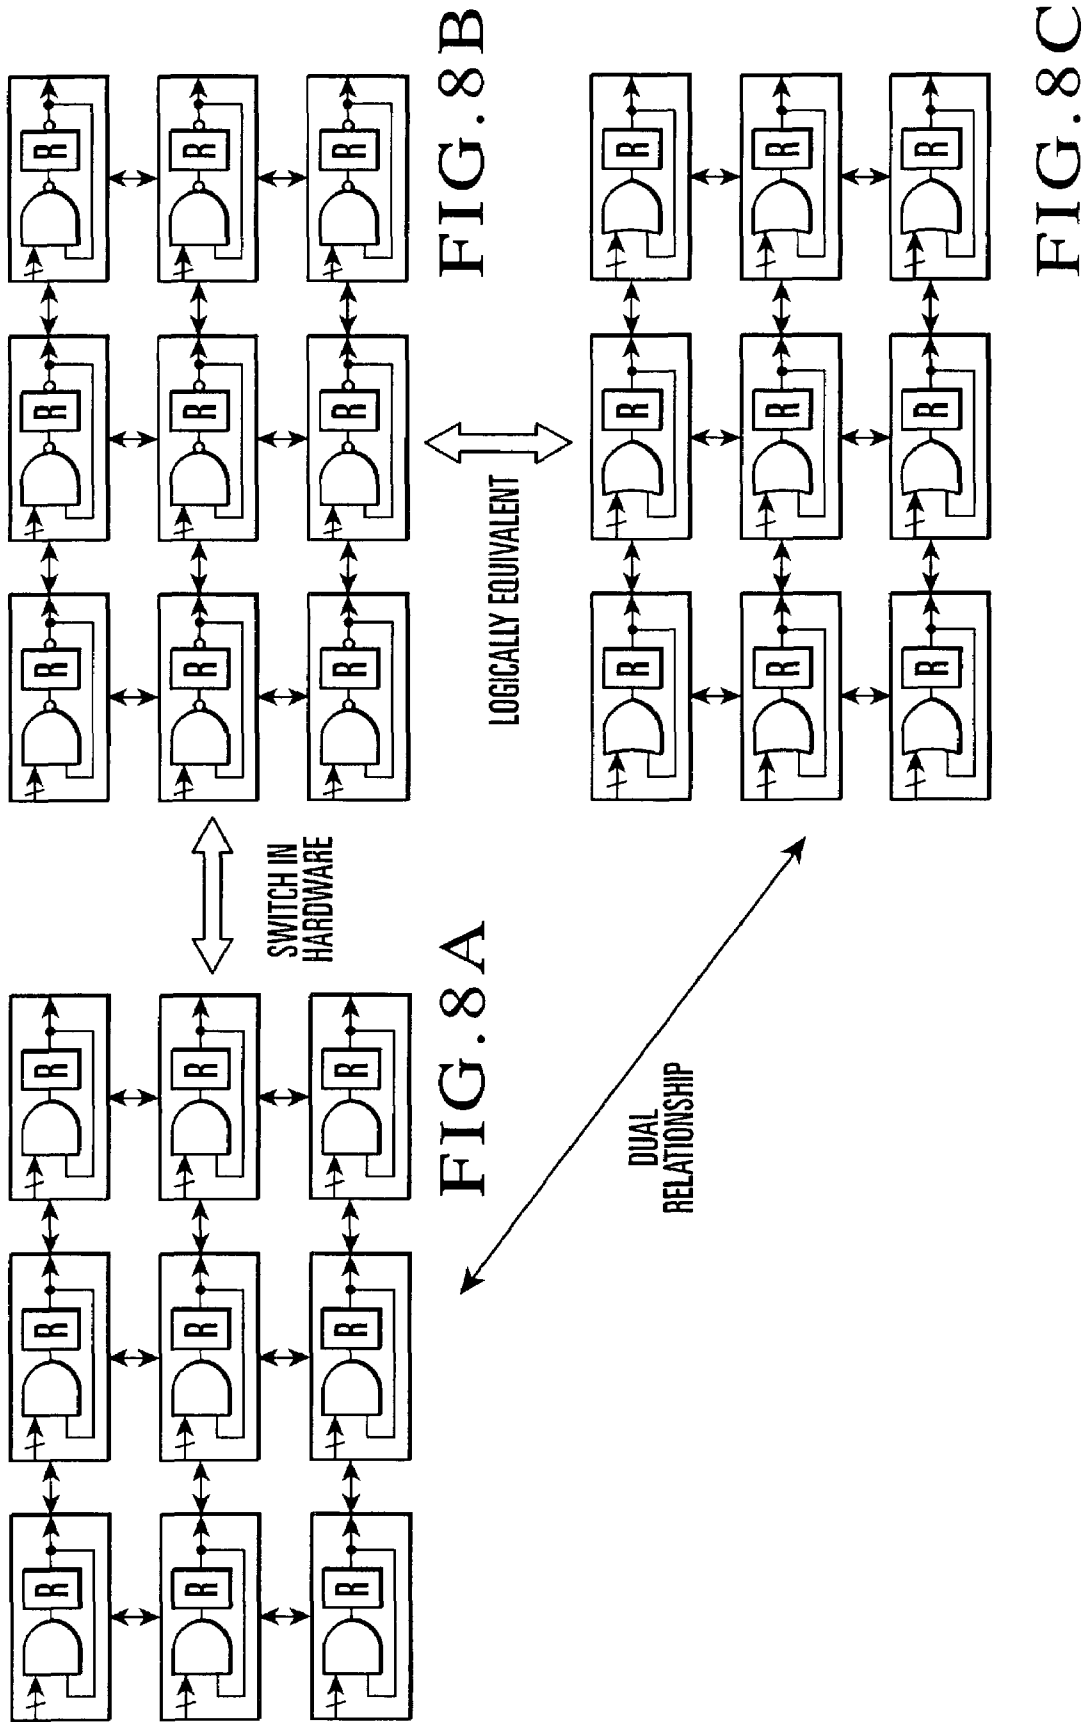 R R R
R R R
R R R
FIG.8A
SWITCH IN
HARDWARE
R R R
R R R
R R R
FIG.8B
LOGICALLY EQUIVALENT
DUAL
RELATIONSHIP
R R R
R R R
R R R
FIG.8C